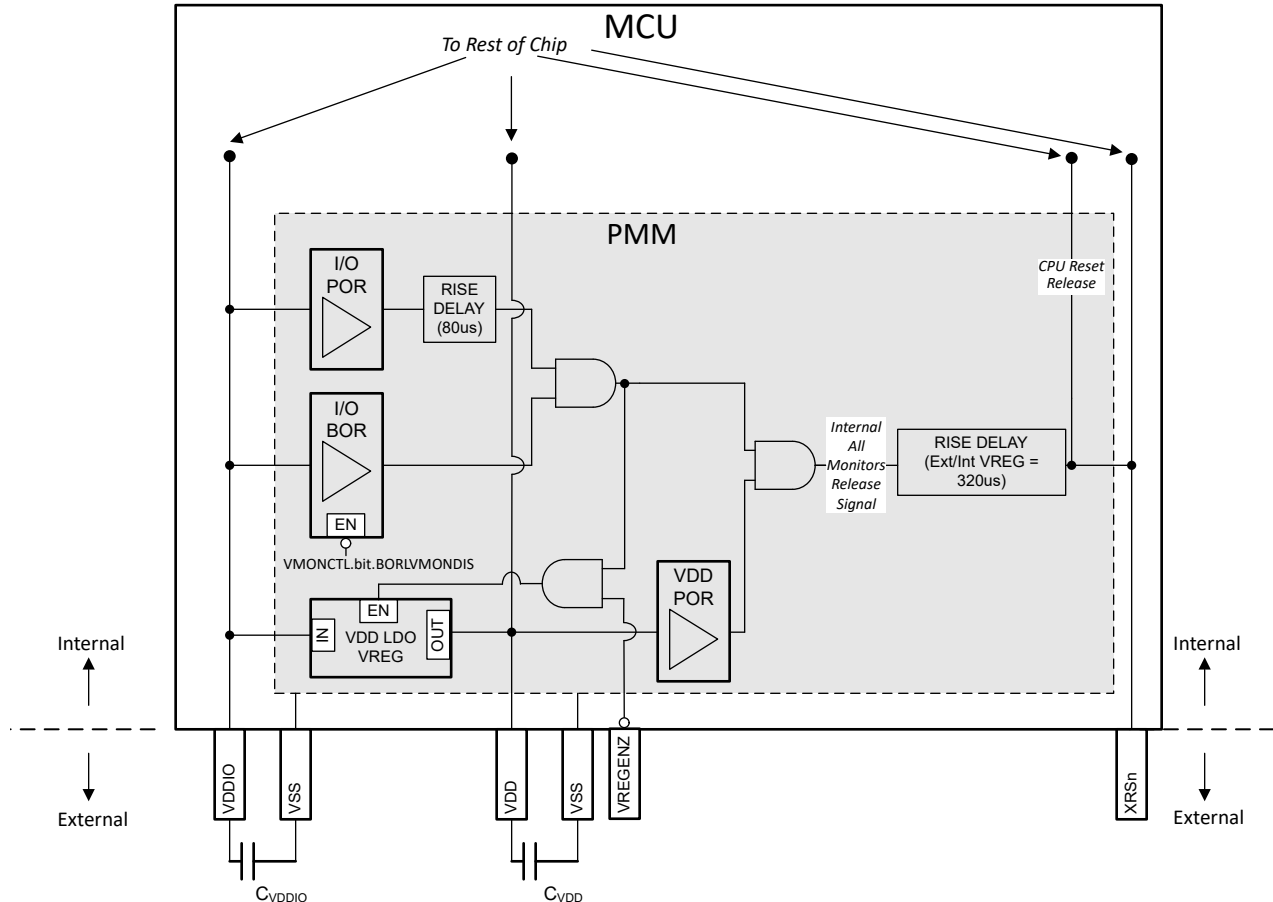 MCU
To Rest of Chip
PMM
I/O
POR
RISE
DELAY
(80us)
CPU Reset
Release
I/O
BOR
EN
VMONCTL.bit.BORLVMONDIS
Internal
All
Monitors
Release
Signal
RISE DELAY
(Ext/Int VREG =
320us)
EN
IN
VDD LDO
VREG
OUT
VDD
POR
Internal
External
Internal
External
VDDIO
VSS
VDD
VSS
VREGENZ
XRSn
CVDDIO
CVDD